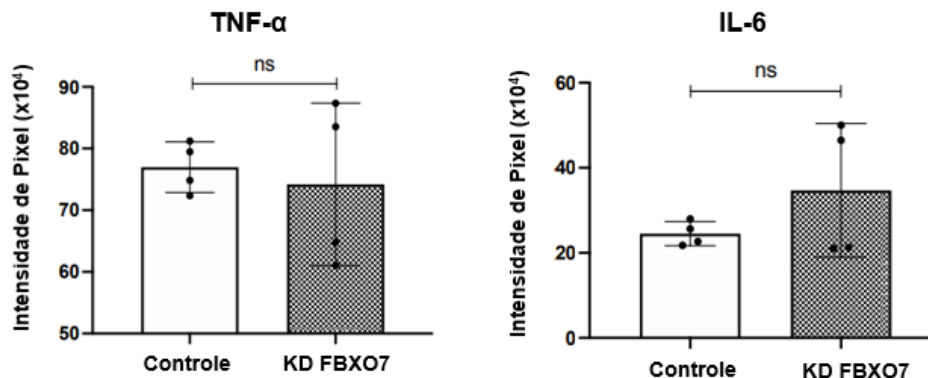 TNF-α
ns
Intensidade de Pixel (x10⁴)
90
80
70
60
50
Controle
KD FBXO7
IL-6
ns
Intensidade de Pixel (x10⁴)
60
40
20
0
Controle
KD FBXO7